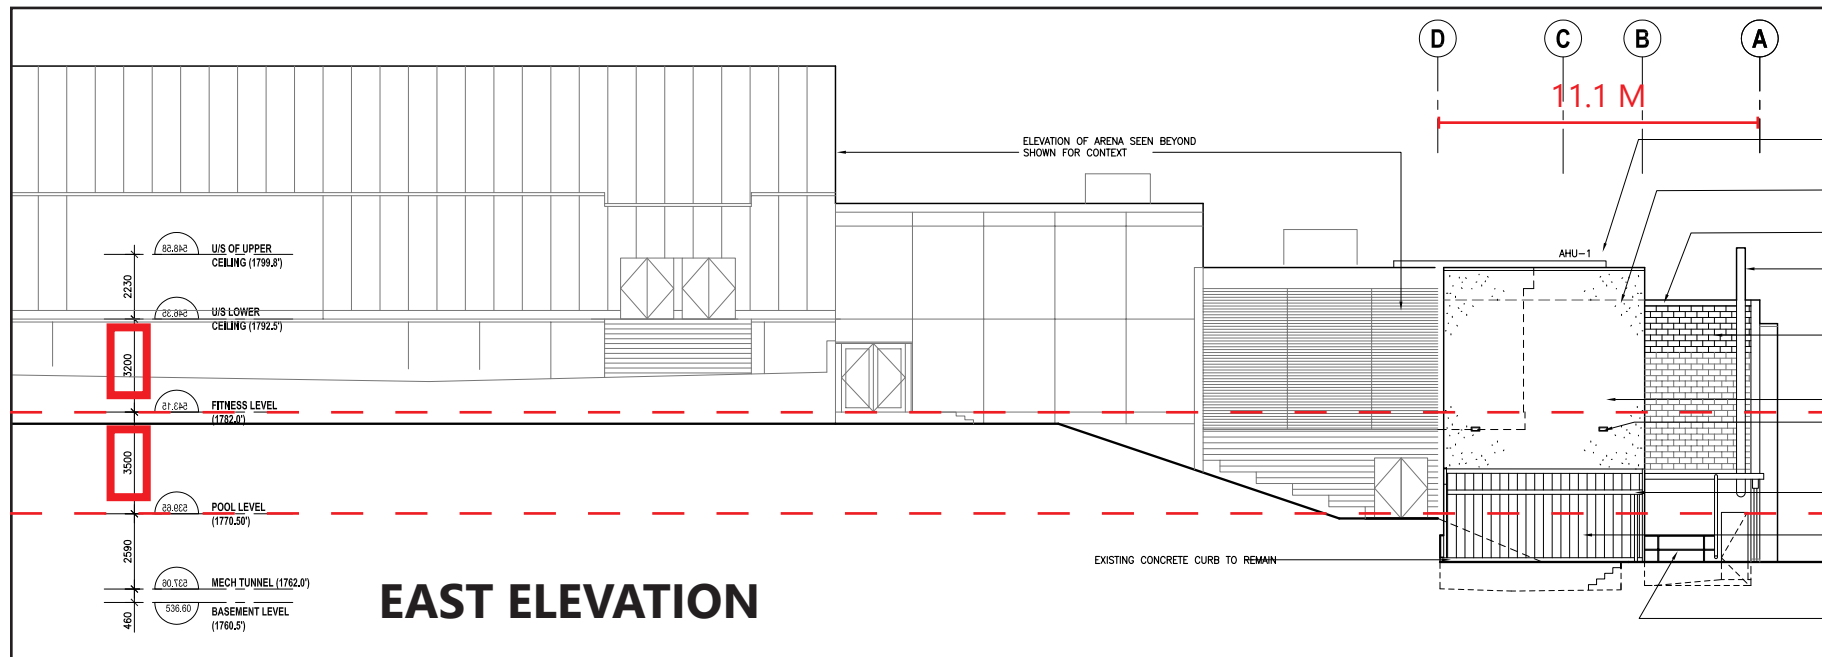 D C B A
11.1 M
ELEVATION OF ARENA SEEN BEYOND
SHOWN FOR CONTEXT
AHU-1
548.58 U/S OF UPPER
CEILING (1799.8')
2230
546.35 U/S LOWER
CEILING (1792.5')
3200
543.15 FITNESS LEVEL
(1782.0')
3500
539.65 POOL LEVEL
(1770.50')
2590
537.06 MECH TUNNEL (1762.0')
536.60 BASEMENT LEVEL
(1760.5')
460
EXISTING CONCRETE CURB TO REMAIN
EAST ELEVATION